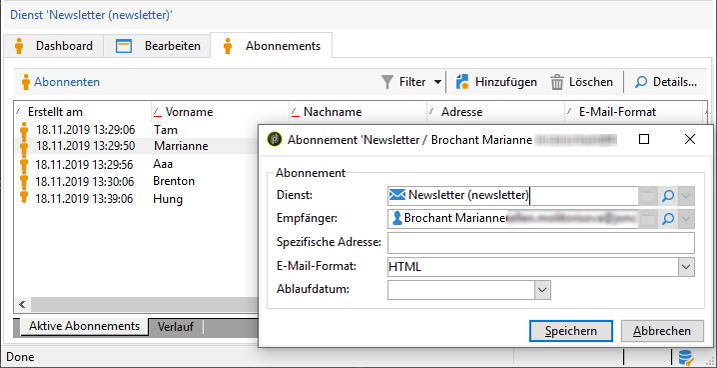 Dienst 'Newsletter (newsletter)'
Dashboard Bearbeiten Abonnements
Abonnenten Filter Hinzufügen Löschen Details...
Erstellt am Vorname Nachname Adresse E-Mail-Format
18.11.2019 13:29:06 Tam
18.11.2019 13:29:50 Marrianne
18.11.2019 13:29:56 Aaa
18.11.2019 13:30:06 Brenton
18.11.2019 13:39:06 Hung
Abonnement 'Newsletter / Brochant Marianne
Abonnement
Dienst: Newsletter (newsletter)
Empfänger: Brochant Marianne
Spezifische Adresse:
E-Mail-Format: HTML
Ablaufdatum:
Speichern Abbrechen
Aktive Abonnements Verlauf
Done